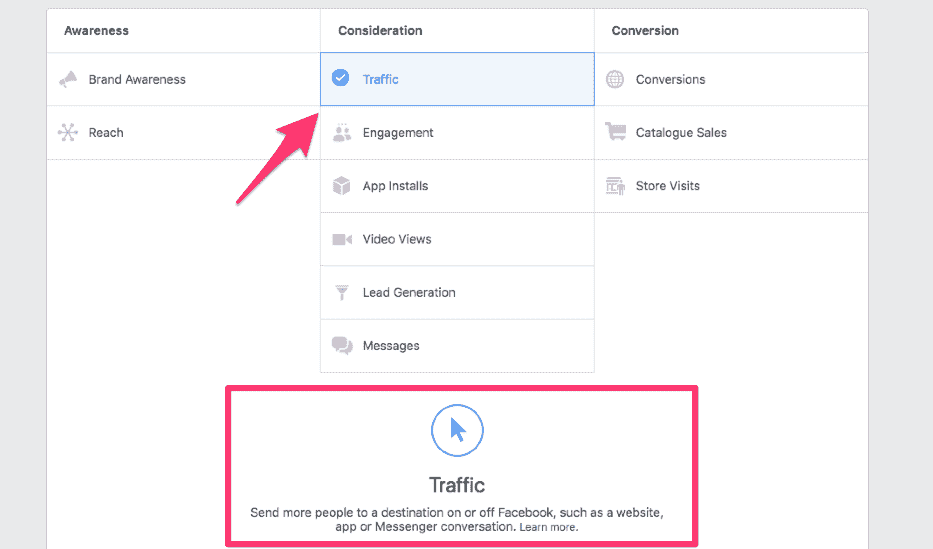 Awareness
Consideration
Conversion
Brand Awareness
Traffic
Conversions
Reach
Engagement
Catalogue Sales
App Installs
Store Visits
Video Views
Lead Generation
Messages
Traffic
Send more people to a destination on or off Facebook, such as a website,
app or Messenger conversation. Learn more.